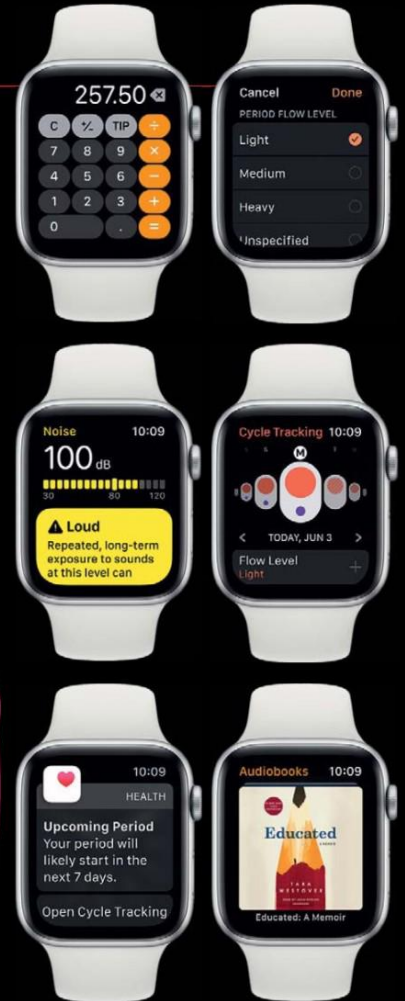 257.50
C +/- TIP ÷
7 8 9 ×
4 5 6 −
1 2 3 +
0 . =
Cancel Done
PERIOD FLOW LEVEL
Light
Medium
Heavy
Unspecified
Noise 10:09
100 dB
30 80 120
Loud
Repeated, long-term
exposure to sounds
at this level can
Cycle Tracking 10:09
M
TODAY, JUN 3
Flow Level
Light
10:09
HEALTH
Upcoming Period
Your period will
likely start in the
next 7 days.
Open Cycle Tracking
Audiobooks 10:09
Educated
A MEMOIR
TARA
WESTOVER
Educated: A Memoir